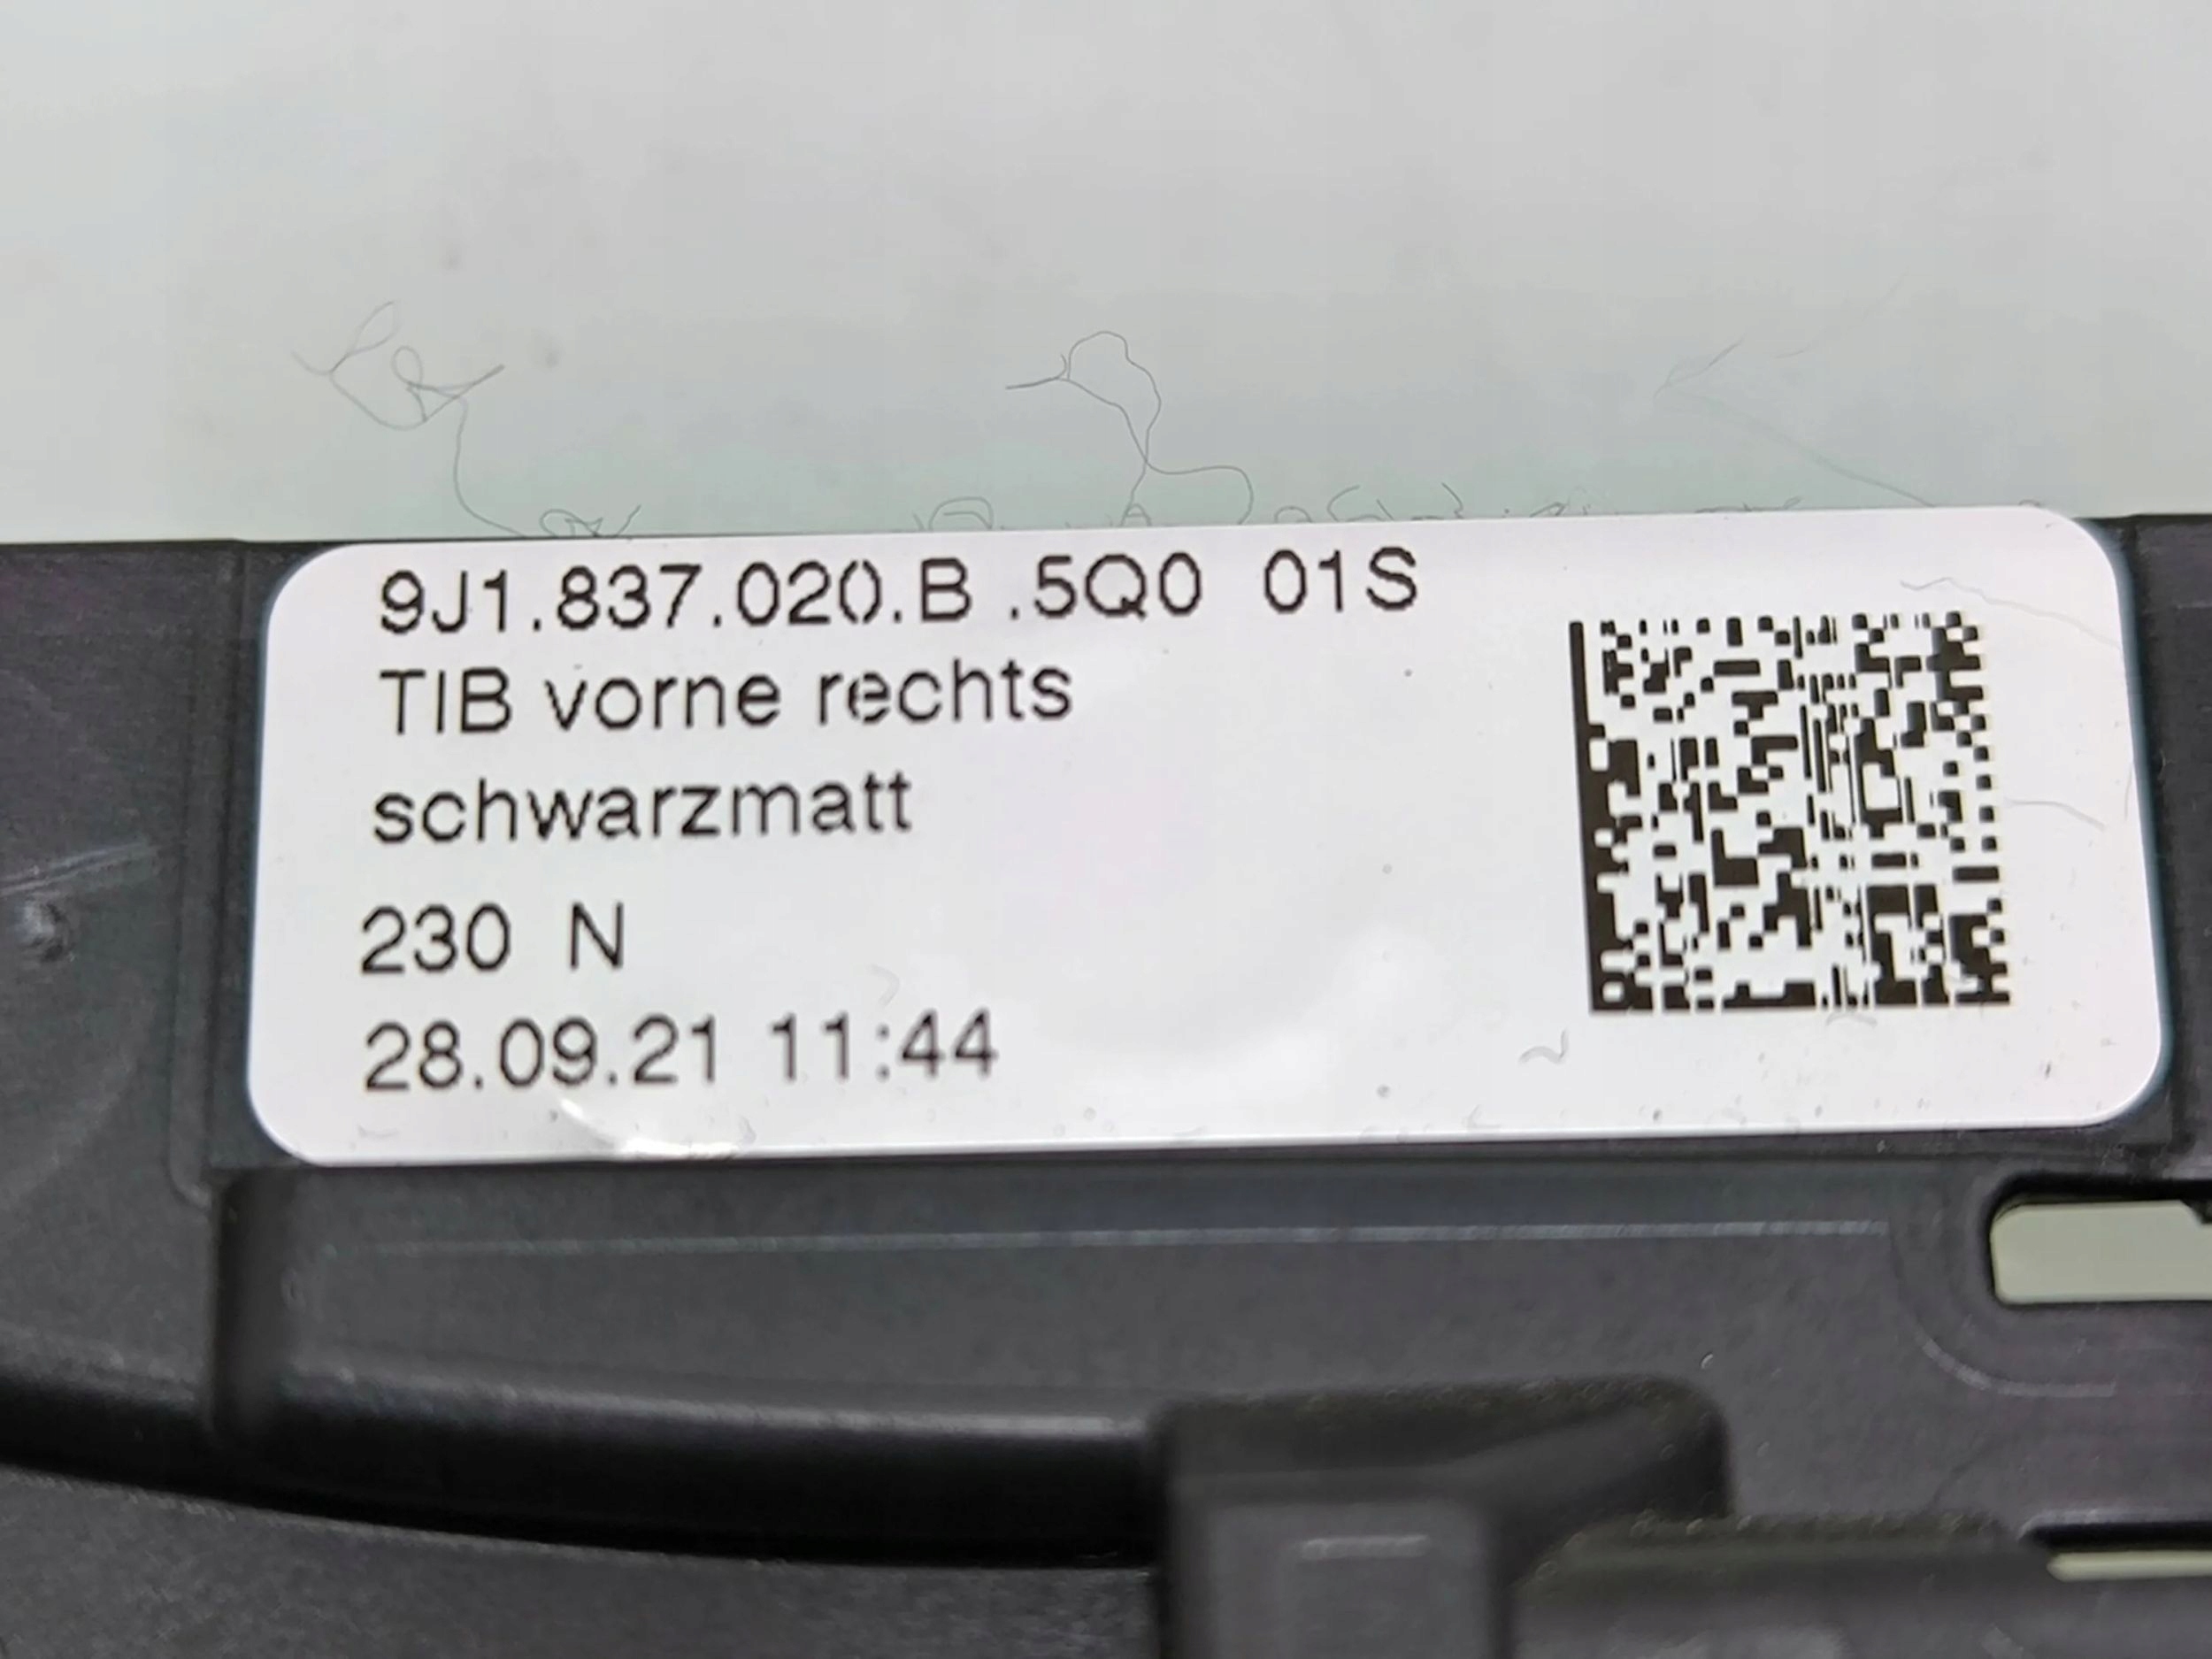 9J1.837.020.B .5Q0 01S
TIB vorne rechts
schwarzmatt
230 N
28.09.21 11:44